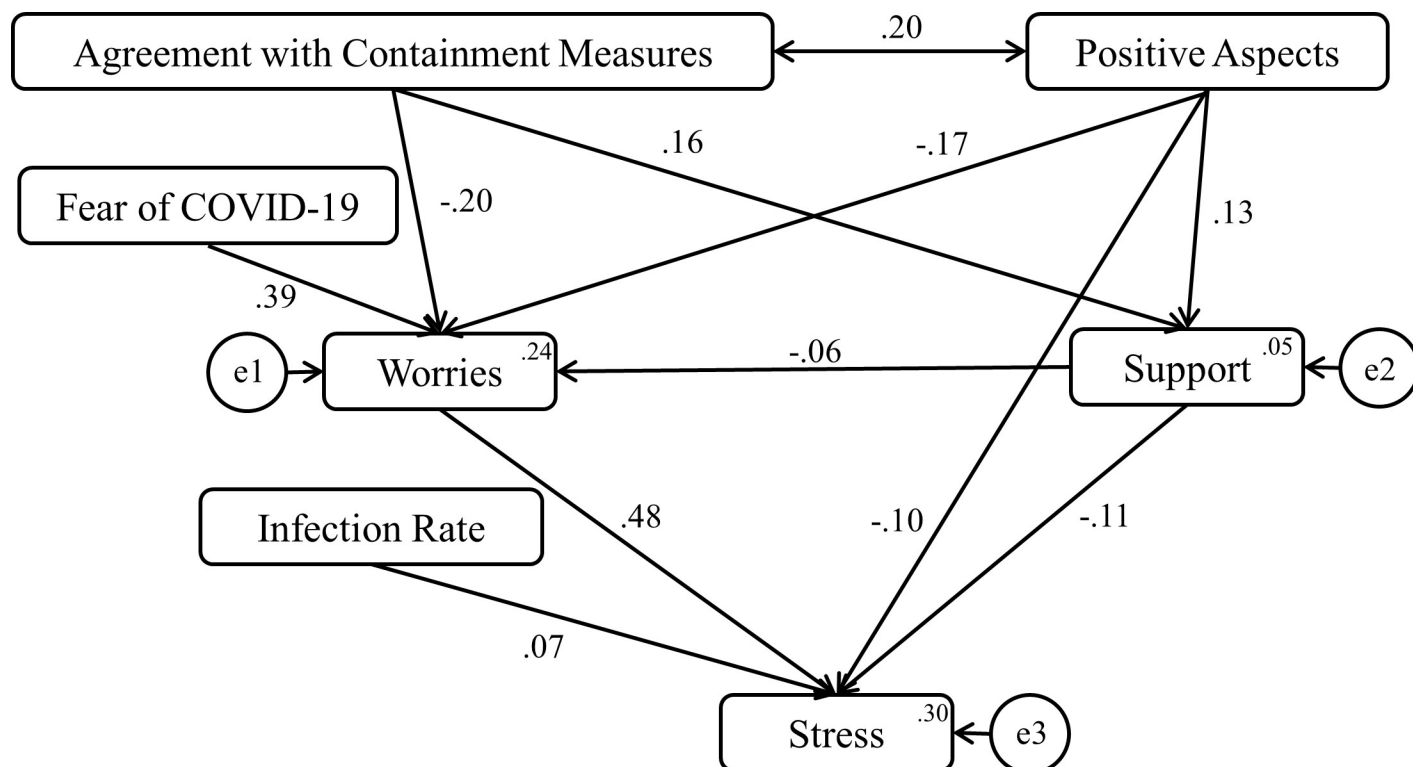 Agreement with Containment Measures
.20
Positive Aspects
.16
-.17
Fear of COVID-19
-.20
.13
.39
e1
Worries
.24
-.06
Support
.05
e2
Infection Rate
.48
-.10
-.11
.07
Stress
.30
e3